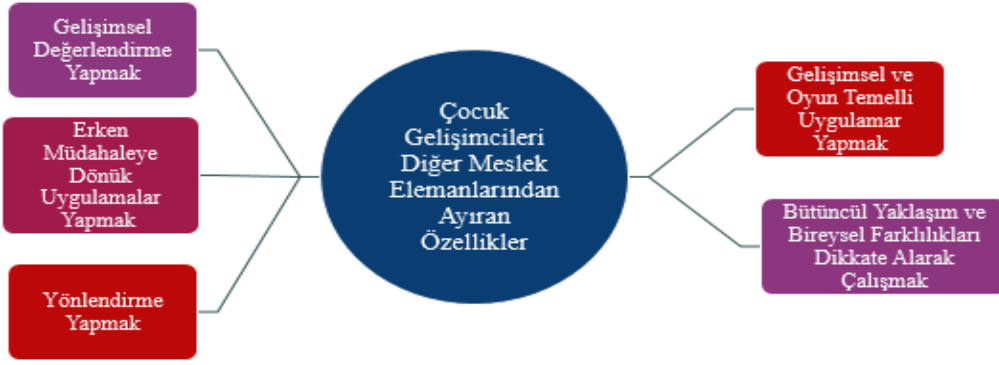 Gelişimsel
Değerlendirme
Yapmak
Erken
Müdahaleye
Dönük
Uygulamalar
Yapmak
Yönlendirme
Yapmak
Çocuk
Gelişimcileri
Diğer Meslek
Elemanlarından
Ayıran
Özellikler
Gelişimsel ve
Oyun Temelli
Uygulamar
Yapmak
Bütüncül Yaklaşım ve
Bireysel Farklılıkları
Dikkate Alarak
Çalışmak